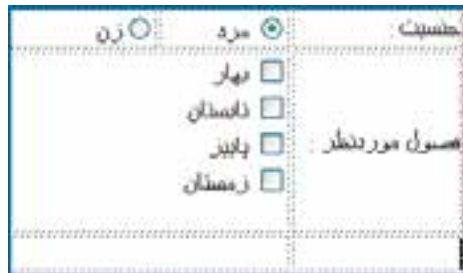 جنسیت مرد زن
بهار
تابستان
فصول موردنظر : پاییز
زمستان